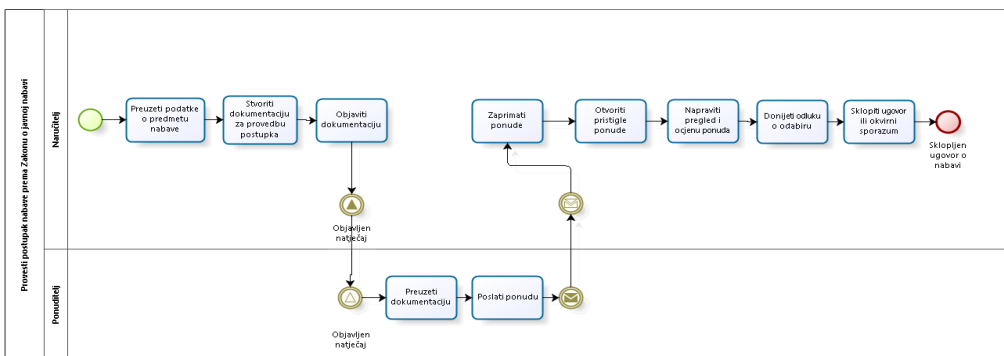 Provesti postupak nabave prema Zakonu o javnoj nabavi
Naručitelj
Preuzeti podatke
o predmetu
nabave
Stvoriti
dokumentaciju
za provedbu
postupka
Objaviti
dokumentaciju
Objavljen
natječaj
Zaprimati
ponude
Otvoriti
pristigle
ponude
Napraviti
pregled i
ocjenu ponuda
Donijeti odluku
o odabiru
Sklopiti ugovor
ili okvirni
sporazum
Sklopljen
ugovor o
nabavi
Ponuditelj
Objavljen
natječaj
Preuzeti
dokumentaciju
Poslati ponudu